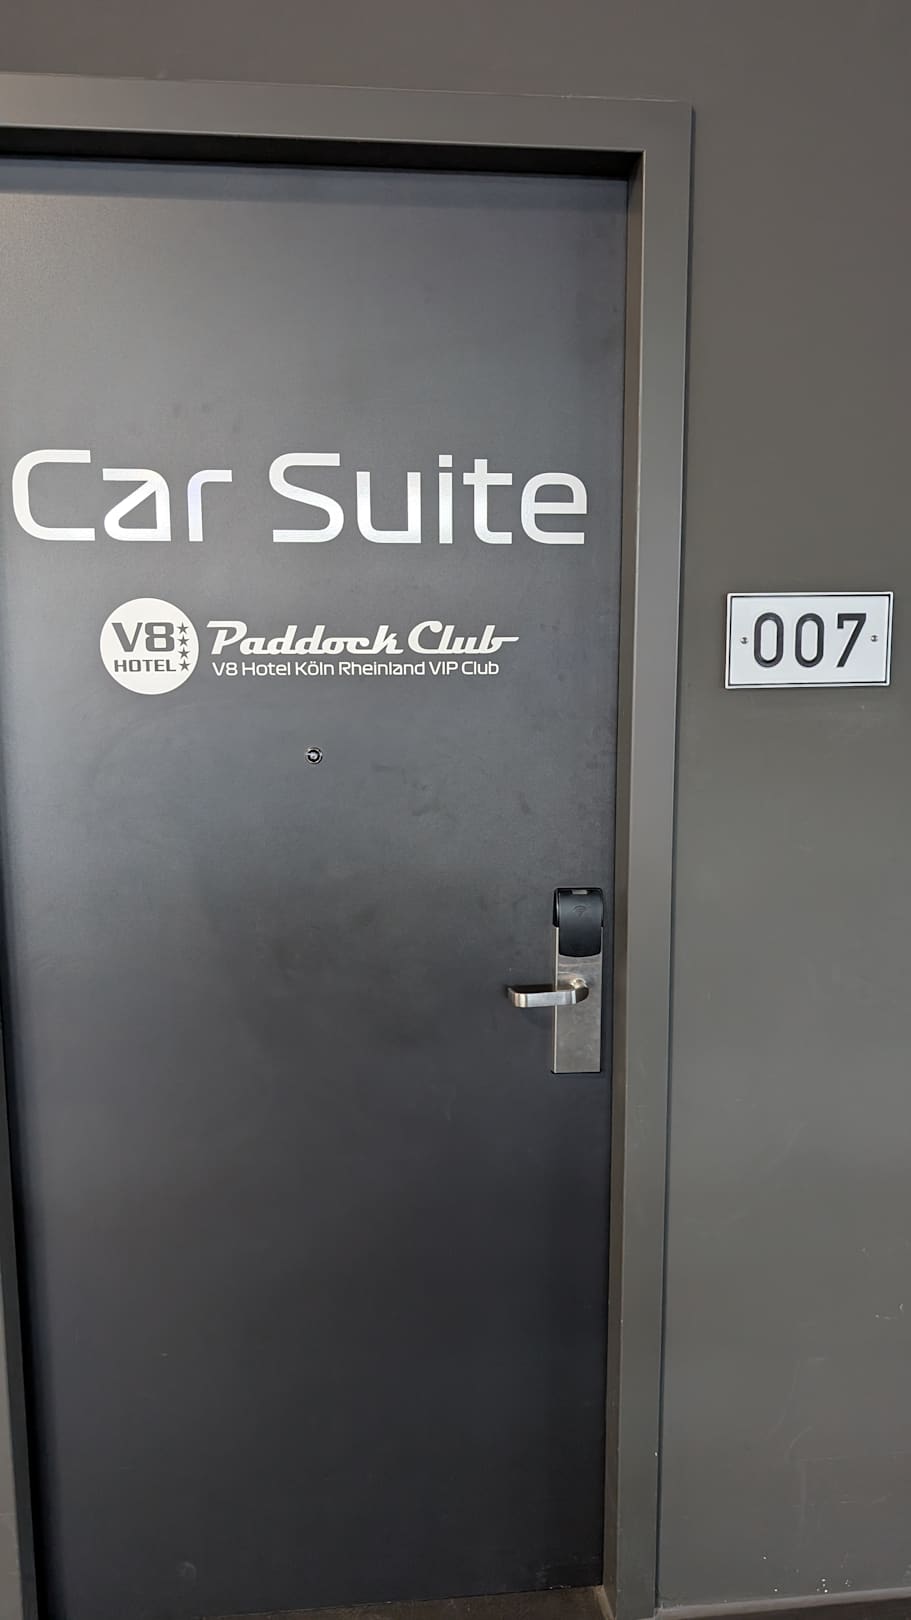 Car Suite
V8
HOTEL
Paddock Club
V8 Hotel Köln Rheinland VIP Club
007